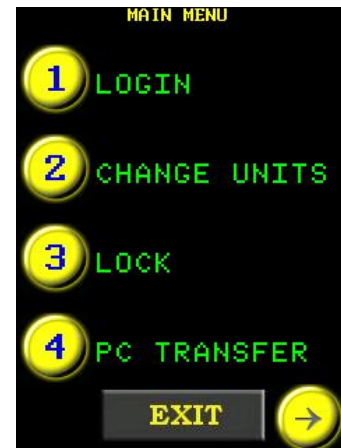 MAIN MENU
1 LOGIN
2 CHANGE UNITS
3 LOCK
4 PC TRANSFER
EXIT →